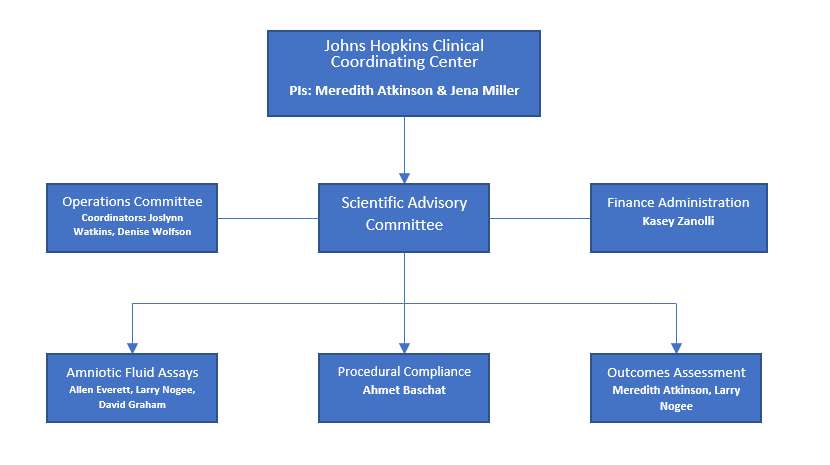 Johns Hopkins Clinical
Coordinating Center
PIs: Meredith Atkinson & Jena Miller
Operations Committee
Coordinators: Joslynn
Watkins, Denise Wolfson
Scientific Advisory
Committee
Finance Administration
Kasey Zanolli
Amniotic Fluid Assays
Allen Everett, Larry Nogee,
David Graham
Procedural Compliance
Ahmet Baschat
Outcomes Assessment
Meredith Atkinson, Larry
Nogee